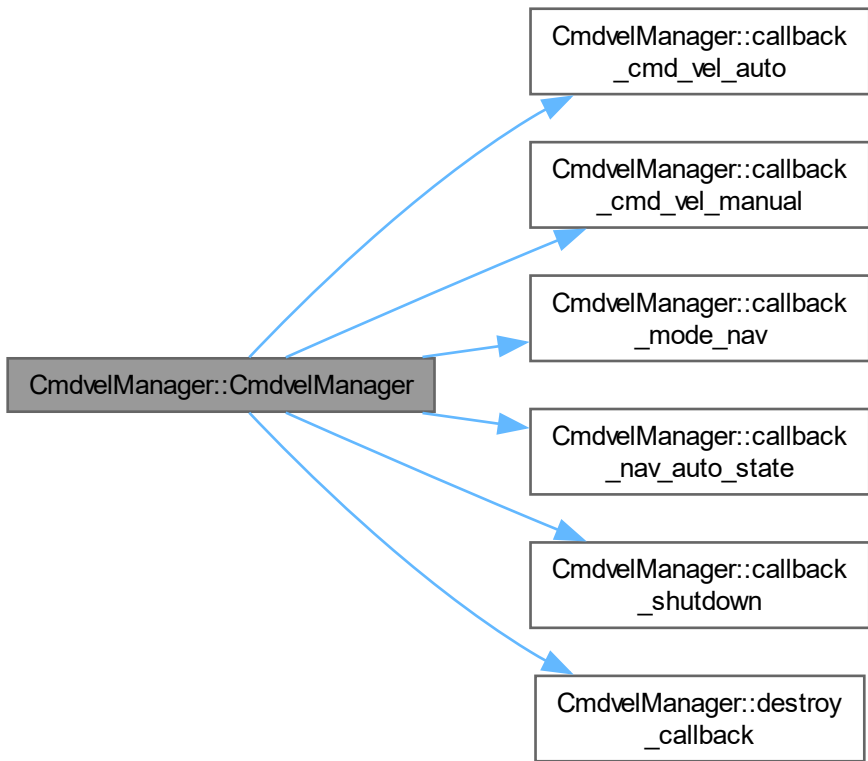 CmdvelManager::callback
_cmd_vel_auto
CmdvelManager::callback
_cmd_vel_manual
CmdvelManager::callback
_mode_nav
CmdvelManager::CmdvelManager
CmdvelManager::callback
_nav_auto_state
CmdvelManager::callback
_shutdown
CmdvelManager::destroy
_callback